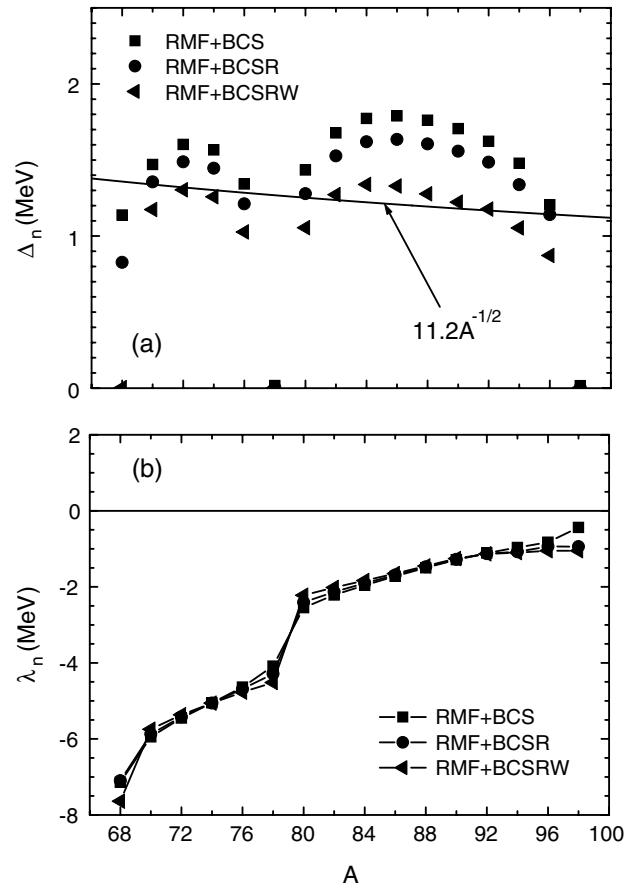 RMF+BCS
RMF+BCSR
RMF+BCSRW
2
1
0
Δn (MeV)
11.2A^-1/2
(a)
(b)
2
0
-2
-4
-6
-8
λn (MeV)
RMF+BCS
RMF+BCSR
RMF+BCSRW
68 72 76 80 84 88 92 96 100
A